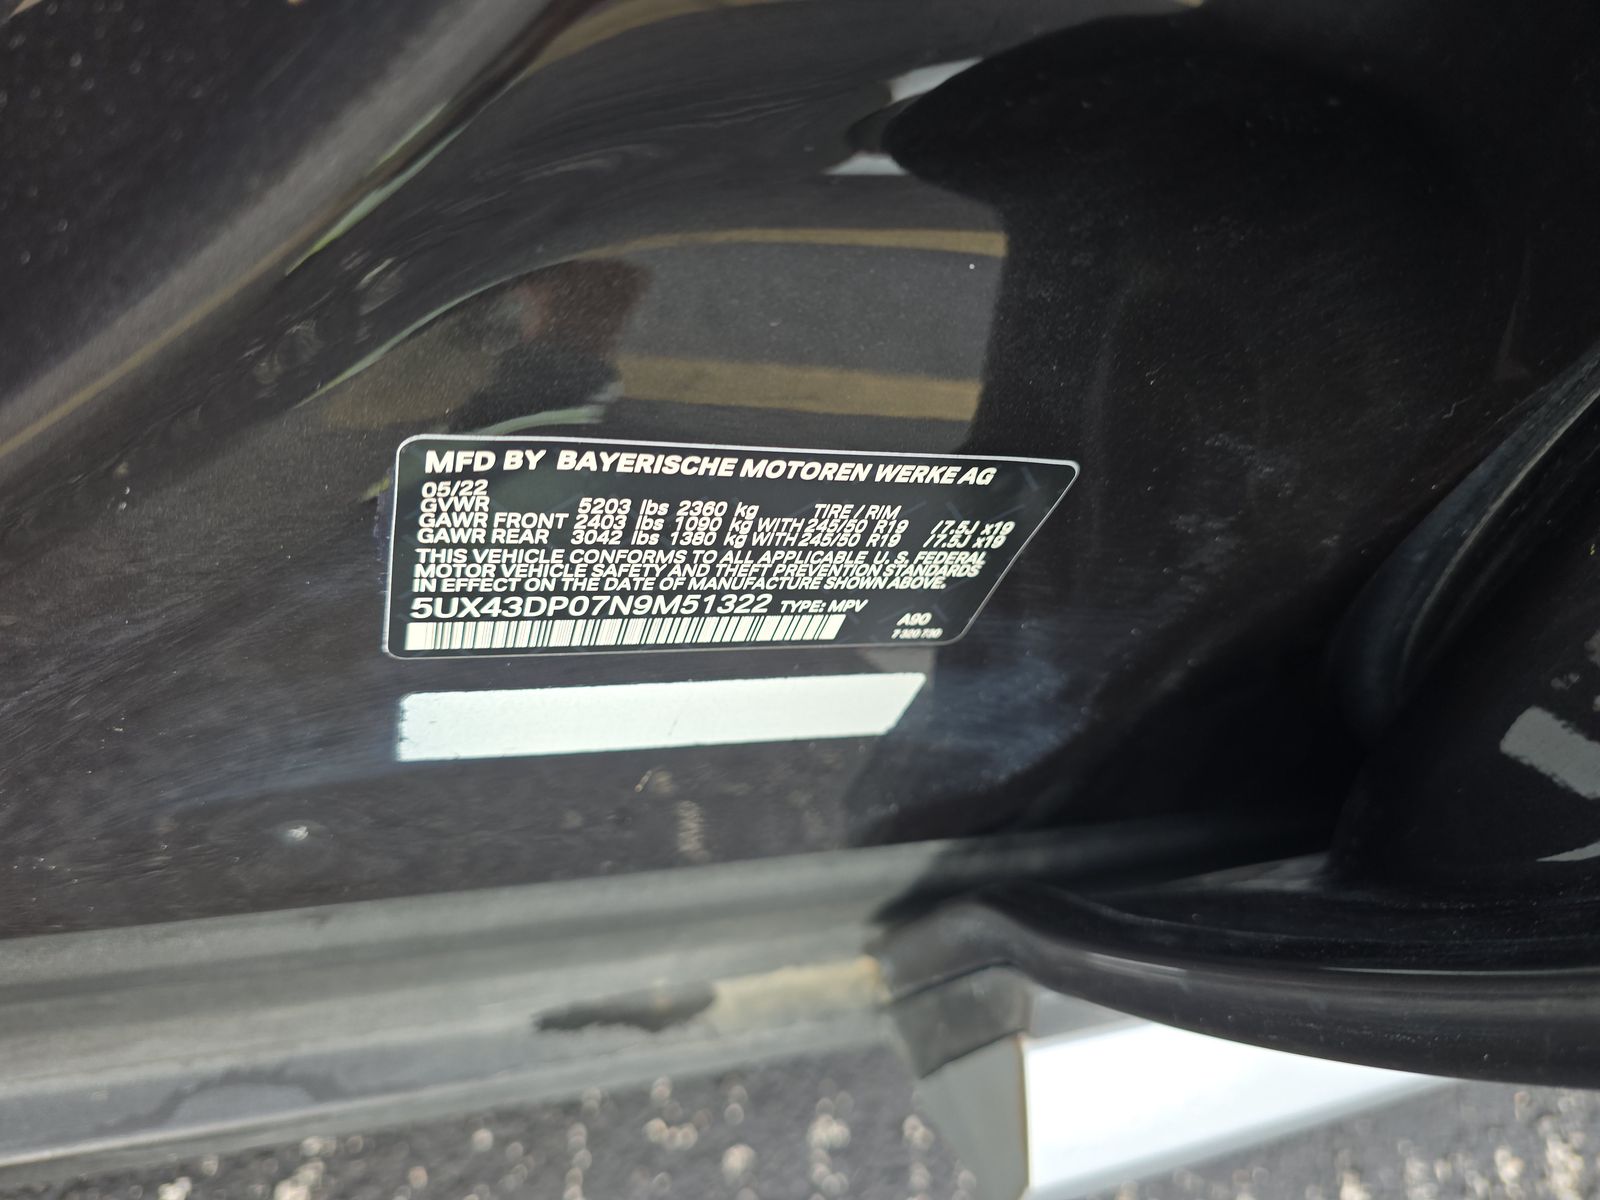 MFD BY BAYERISCHE MOTOREN WERKE AG
05/22
GVWR 5203 lbs 2360 kg TIRE / RIM
GAWR FRONT 2403 lbs 1090 kg WITH 245/50 R19 /7.5J x19
GAWR REAR 3042 lbs 1380 kg WITH 245/50 R19 /7.5J x19
THIS VEHICLE CONFORMS TO ALL APPLICABLE U. S. FEDERAL
MOTOR VEHICLE SAFETY AND THEFT PREVENTION STANDARDS
IN EFFECT ON THE DATE OF MANUFACTURE SHOWN ABOVE.
5UX43DP07N9M51322 TYPE: MPV
A90
7 320 730